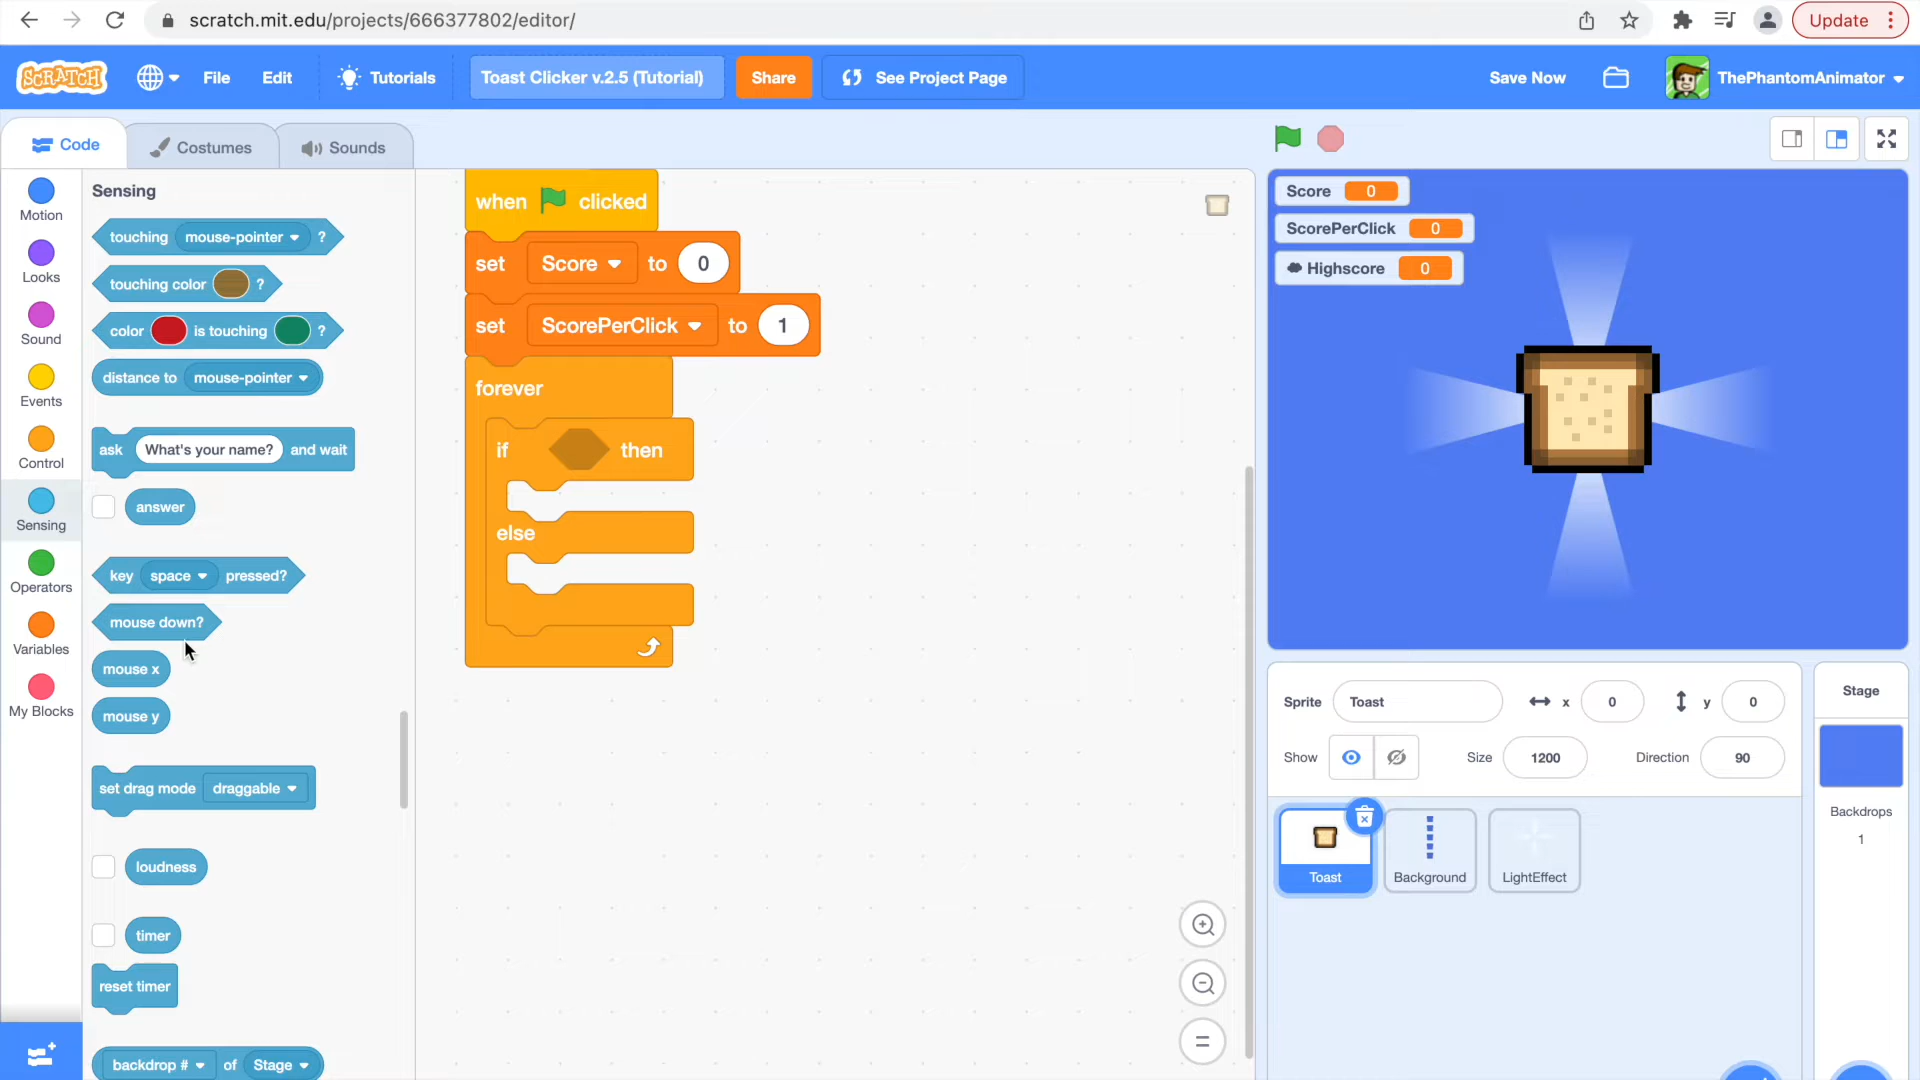 scratch.mit.edu/projects/666377802/editor/
Update
SCRATCH
File
Edit
Tutorials
Toast Clicker v.2.5 (Tutorial)
Share
See Project Page
Save Now
ThePhantomAnimator
Code
Costumes
Sounds
Motion
Looks
Sound
Events
Control
Sensing
Operators
Variables
My Blocks
Sensing
touching mouse-pointer ?
touching color ?
color is touching ?
distance to mouse-pointer
ask What's your name? and wait
answer
key space pressed?
mouse down?
mouse x
mouse y
set drag mode draggable
loudness
timer
reset timer
backdrop # of Stage
when clicked
set Score to 0
set ScorePerClick to 1
forever
if then
else
Score 0
ScorePerClick 0
Highscore 0
Sprite Toast x 0 y 0
Show Size 1200 Direction 90
Toast
Background
LightEffect
Stage
Backdrops
1